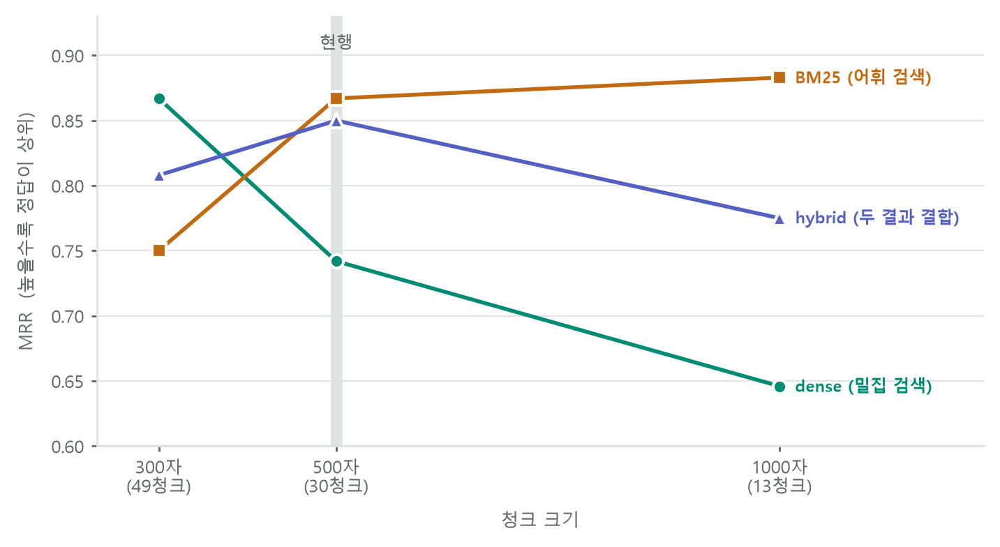 현행
0.90
0.85
0.80
0.75
0.70
0.65
0.60
MRR (높을수록 정답이 상위)
BM25 (어휘 검색)
hybrid (두 결과 결합)
dense (밀집 검색)
300자
(49청크)
500자
(30청크)
1000자
(13청크)
청크 크기